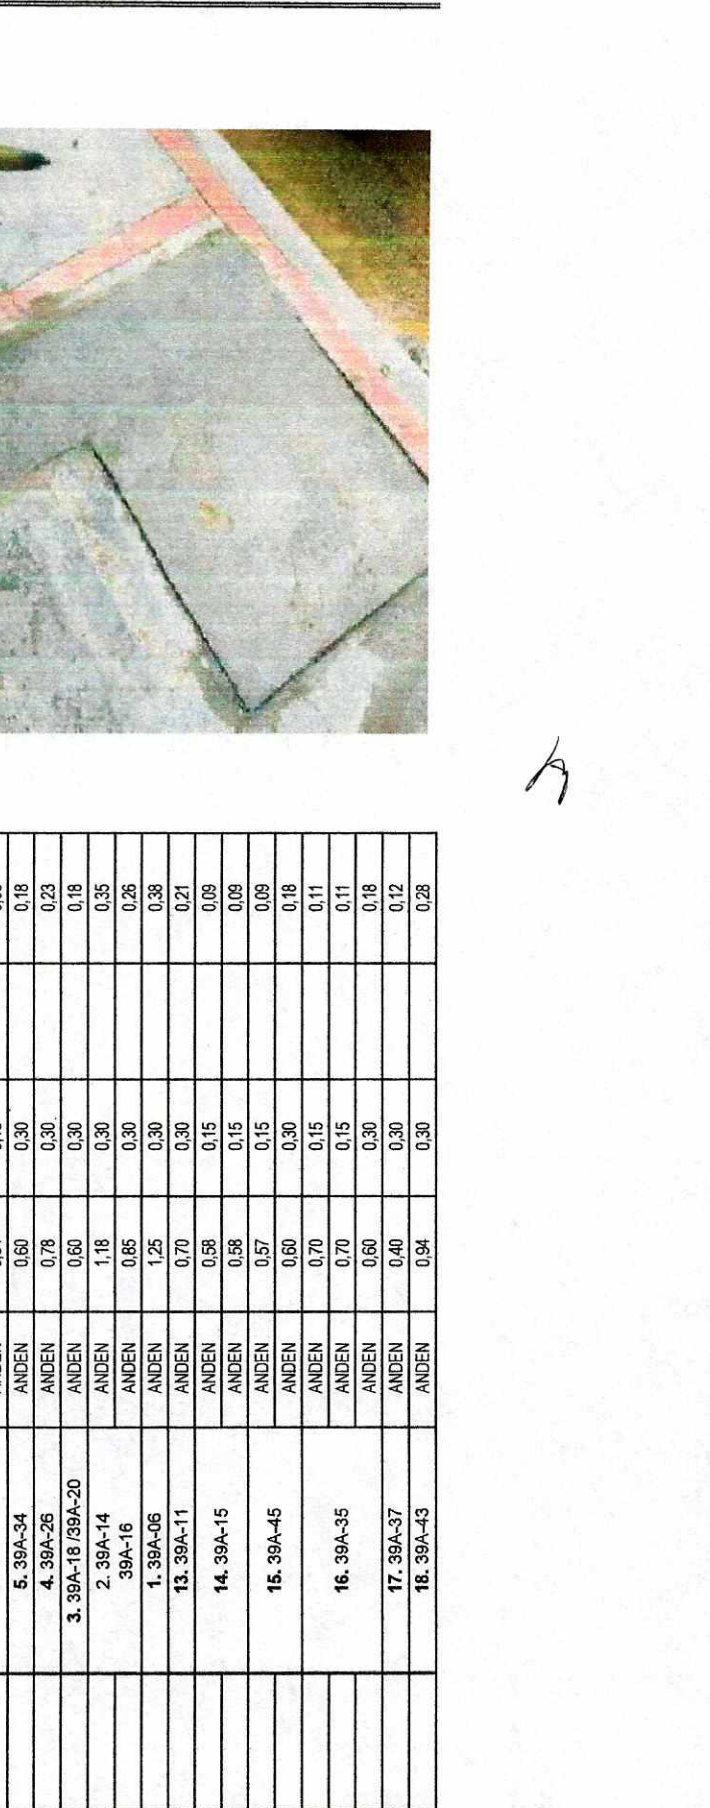 5. 39A-34 ANDEN 0,60 0,30 0,18
4. 39A-26 ANDEN 0,78 0,30. 0,23
3. 39A-18 /39A-20 ANDEN 0,60 0,30 0,18
2. 39A-14 ANDEN 1,18 0,30 0,35
39A-16 ANDEN 0,85 0,30 0,26
1. 39A-06 ANDEN 1,25 0,30 0,38
13. 39A-11 ANDEN 0,70 0,30 0,21
14. 39A-15 ANDEN 0,58 0,15 0,09
ANDEN 0,58 0,15 0,09
15. 39A-45 ANDEN 0,57 0,15 0,09
ANDEN 0,60 0,30 0,18
16. 39A-35 ANDEN 0,70 0,15 0,11
ANDEN 0,70 0,15 0,11
ANDEN 0,60 0,30 0,18
17. 39A-37 ANDEN 0,40 0,30 0,12
18. 39A-43 ANDEN 0,94 0,30 0,28